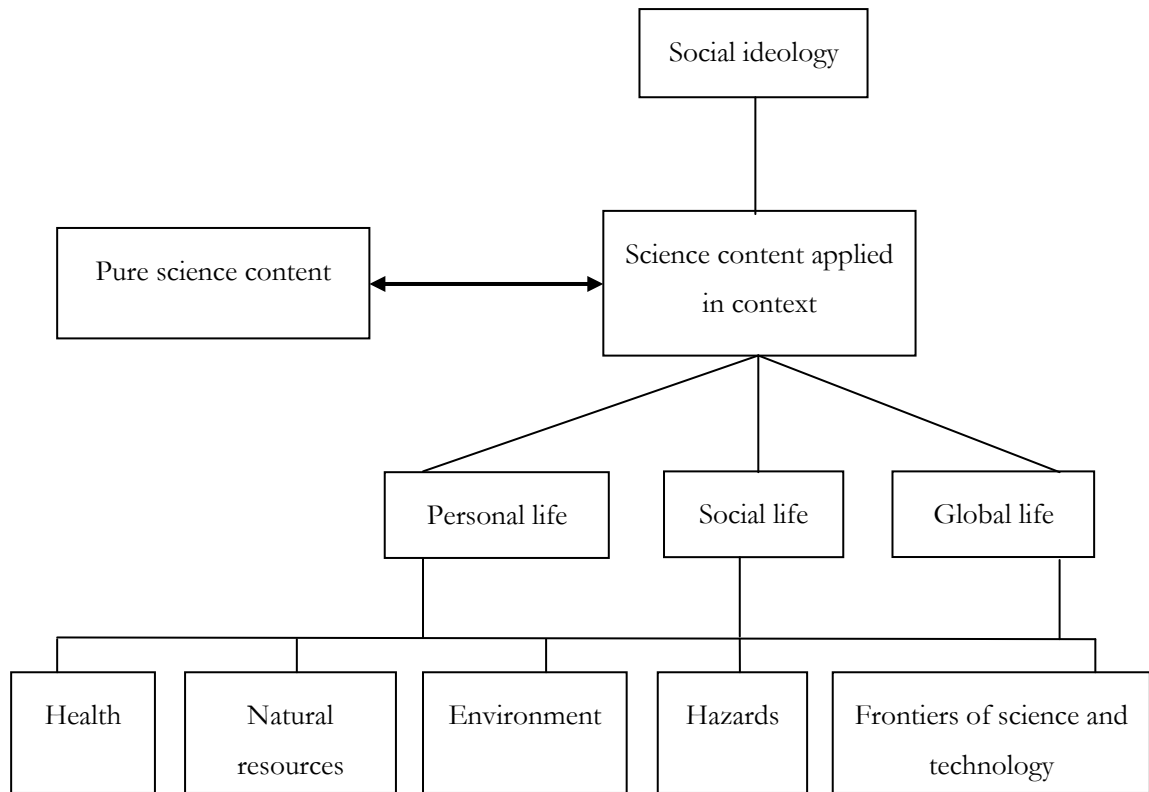 Social ideology
Pure science content
Science content applied
in context
Personal life
Social life
Global life
Health
Natural
resources
Environment
Hazards
Frontiers of science and
technology